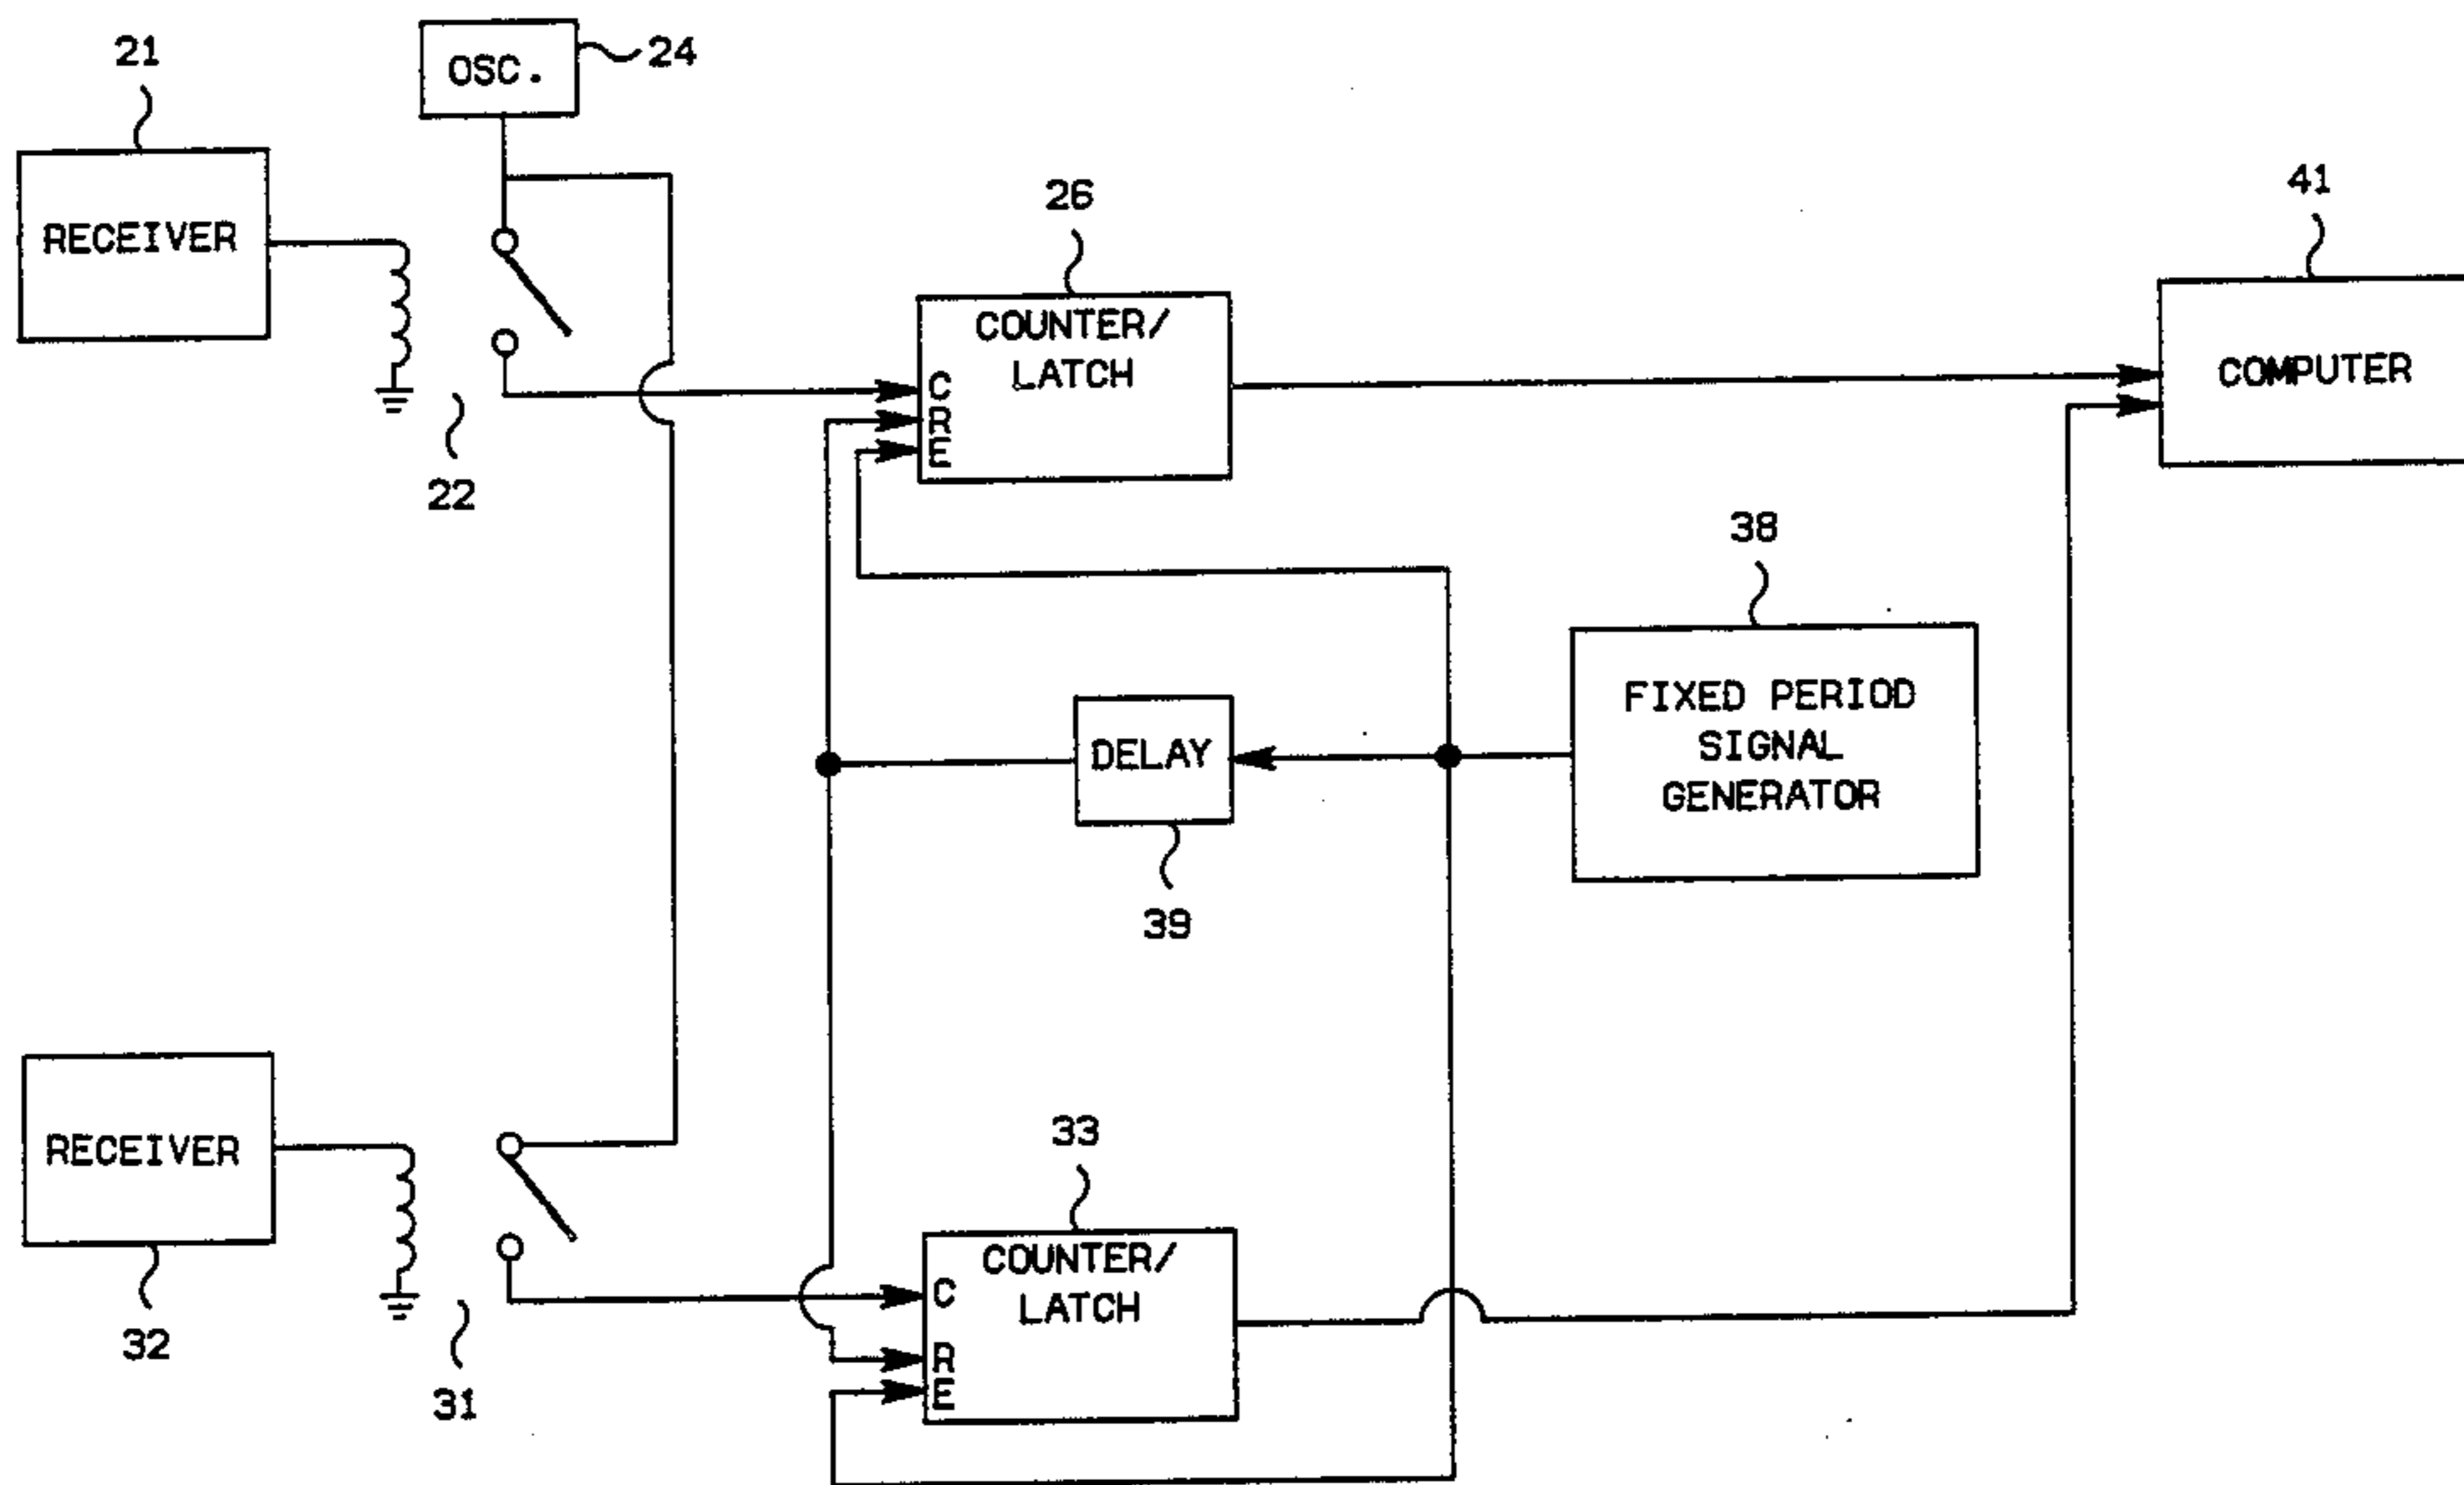 21
OSC.
24
RECEIVER
22
26
COUNTER/
LATCH
C
R
E
41
COMPUTER
38
FIXED PERIOD
SIGNAL
GENERATOR
DELAY
39
RECEIVER
32
31
33
COUNTER/
LATCH
C
R
E